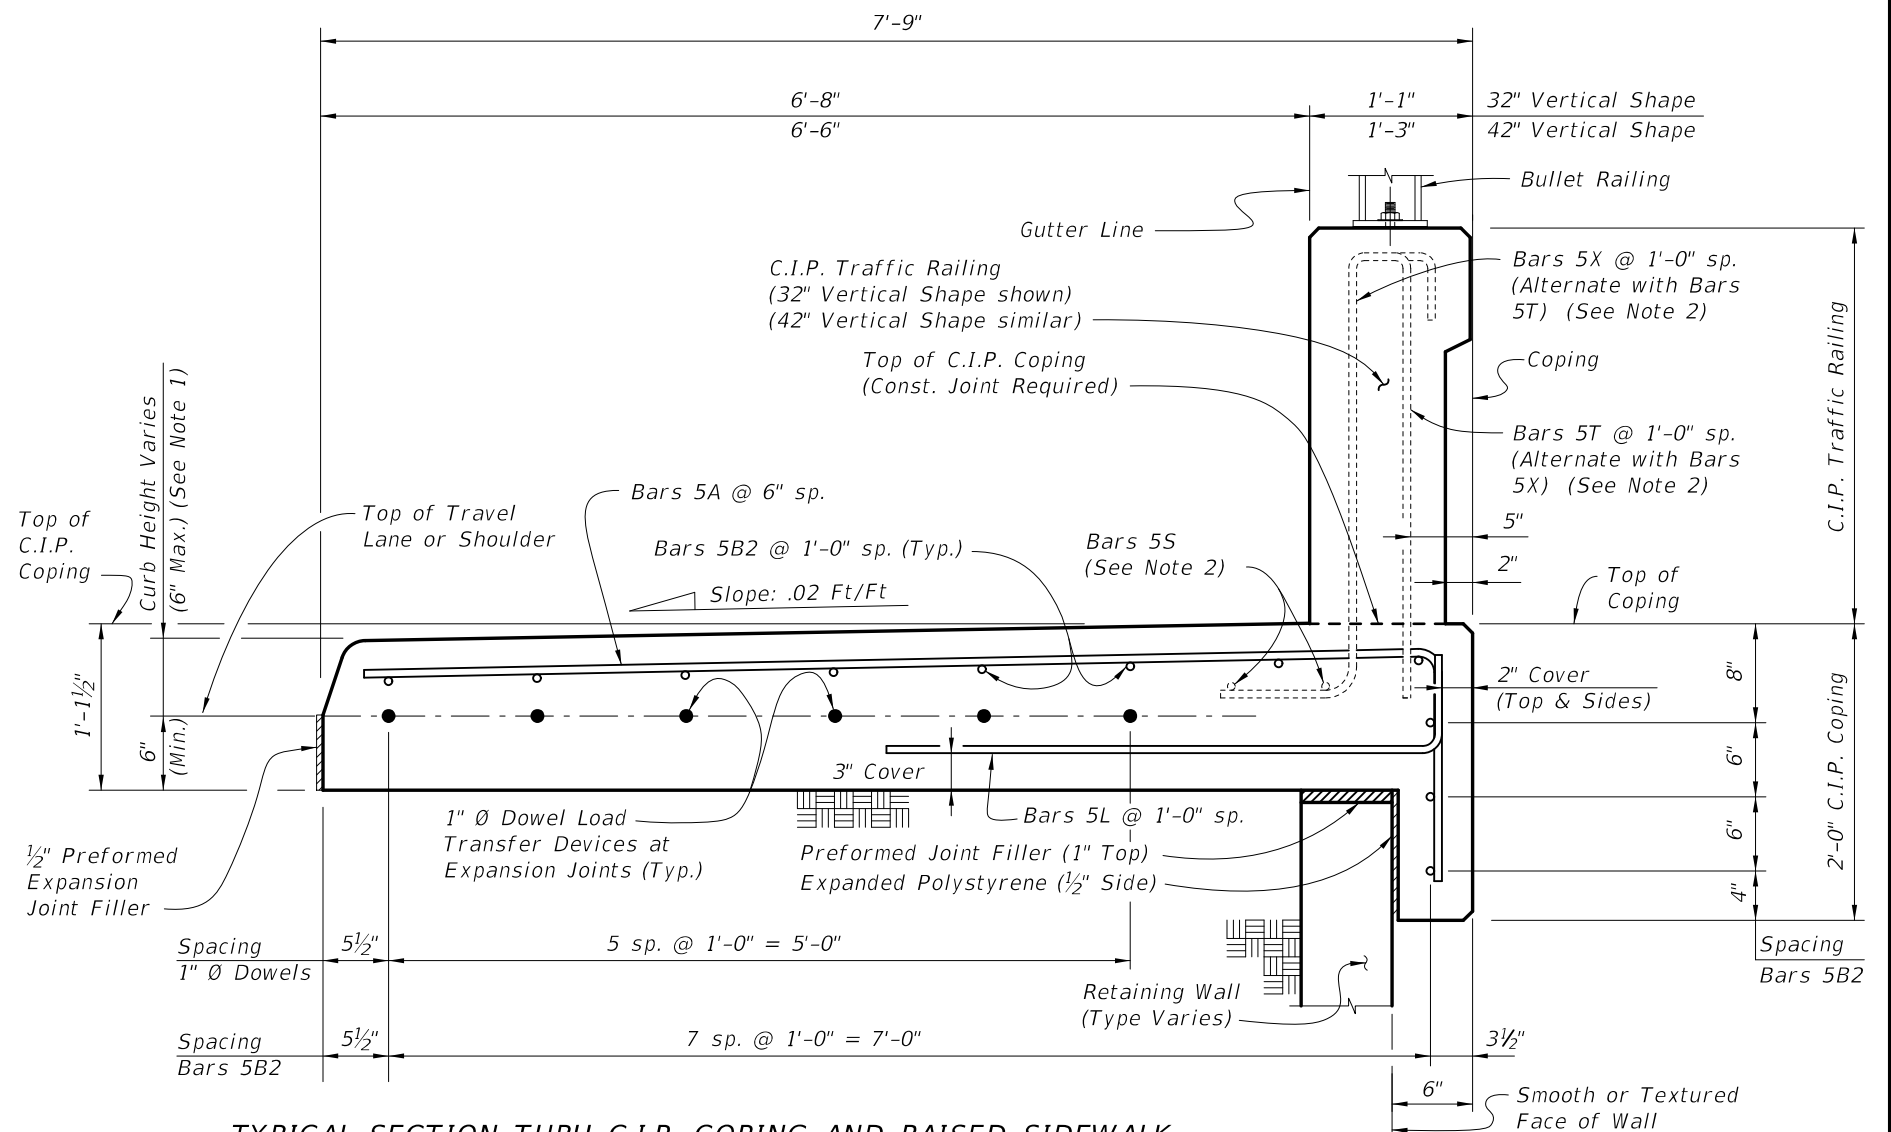 7'-9"
6'-8"
1'-1"
32" Vertical Shape
6'-6"
1'-3"
42" Vertical Shape
Bullet Railing
Gutter Line
C.I.P. Traffic Railing
(32" Vertical Shape shown)
(42" Vertical Shape similar)
Bars 5X @ 1'-0" sp.
(Alternate with Bars
5T) (See Note 2)
Top of C.I.P. Coping
(Const. Joint Required)
Coping
C.I.P. Traffic Railing
Bars 5T @ 1'-0" sp.
(Alternate with Bars
5X) (See Note 2)
Curb Height Varies
(6" Max.) (See Note 1)
Top of
C.I.P.
Coping
Top of Travel
Lane or Shoulder
Bars 5A @ 6" sp.
Bars 5B2 @ 1'-0" sp. (Typ.)
Bars 5S
(See Note 2)
5"
2"
Top of
Coping
Slope: .02 Ft/Ft
1'-1½"
6"
(Min.)
2" Cover
(Top & Sides)
8"
6"
6"
4"
2'-0" C.I.P. Coping
3" Cover
1" Ø Dowel Load
Transfer Devices at
Expansion Joints (Typ.)
Bars 5L @ 1'-0" sp.
Preformed Joint Filler (1" Top)
Expanded Polystyrene (½" Side)
½" Preformed
Expansion
Joint Filler
Spacing
1" Ø Dowels
5½"
5 sp. @ 1'-0" = 5'-0"
Spacing
Bars 5B2
Retaining Wall
(Type Varies)
Spacing
Bars 5B2
5½"
7 sp. @ 1'-0" = 7'-0"
3½"
6"
Smooth or Textured
Face of Wall
TYPICAL SECTION THRU C.I.P. COPING AND RAISED SIDEWALK